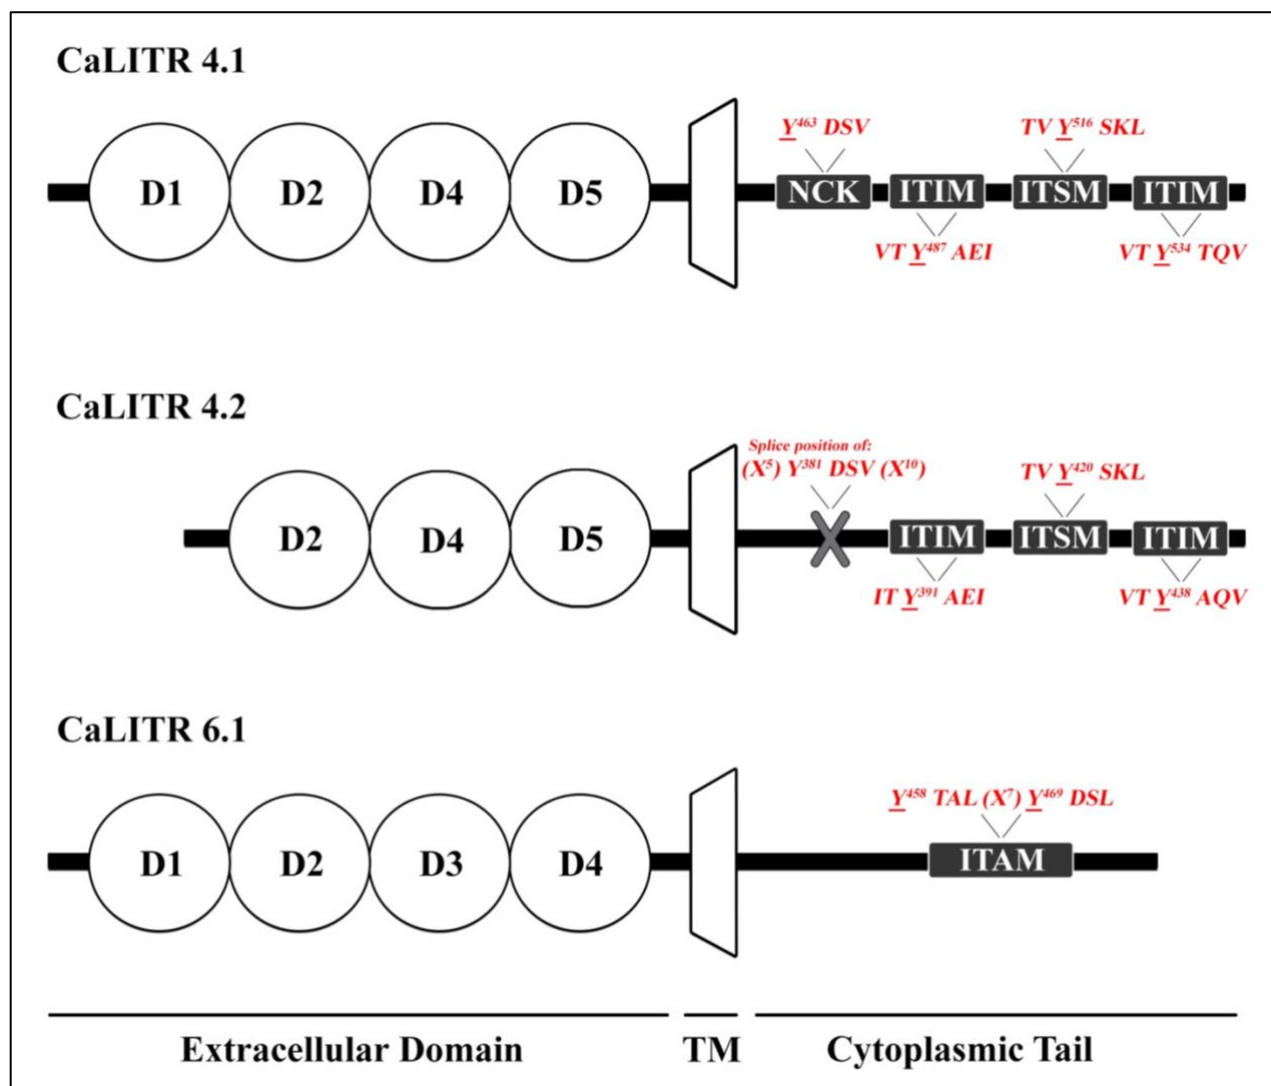 CaLITR 4.1
Y⁴⁶³ DSV
TV Y⁵¹⁶ SKL
D1 D2 D4 D5 NCK ITIM ITSM ITIM
VT Y⁴⁸⁷ AEI
VT Y⁵³⁴ TQV
CaLITR 4.2
Splice position of:
(X⁵) Y³⁸¹ DSV (X¹⁰)
TV Y⁴²⁰ SKL
D2 D4 D5 ITIM ITSM ITIM
IT Y³⁹¹ AEI
VT Y⁴³⁸ AQV
CaLITR 6.1
Y⁴⁵⁸ TAL (X⁷) Y⁴⁶⁹ DSL
D1 D2 D3 D4 ITAM
Extracellular Domain TM Cytoplasmic Tail